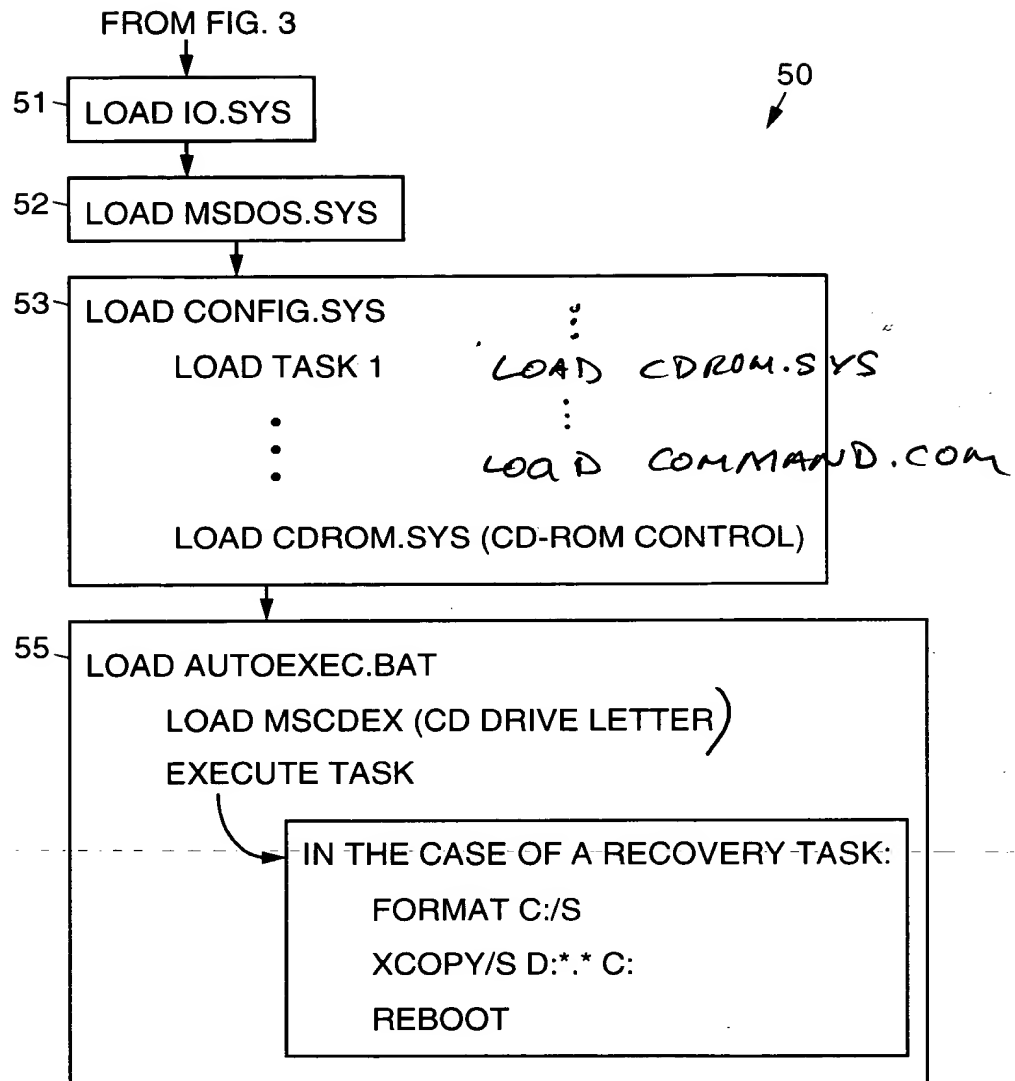 FROM FIG. 3
50
51
LOAD IO.SYS
52
LOAD MSDOS.SYS
53
LOAD CONFIG.SYS
LOAD TASK 1
"LOAD CDROM.SYS"
LOAD COMMAND.COM
LOAD CDROM.SYS (CD-ROM CONTROL)
55
LOAD AUTOEXEC.BAT
LOAD MSCDEX (CD DRIVE LETTER)
EXECUTE TASK
IN THE CASE OF A RECOVERY TASK:
FORMAT C:/S
XCOPY/S D:*.* C:
REBOOT